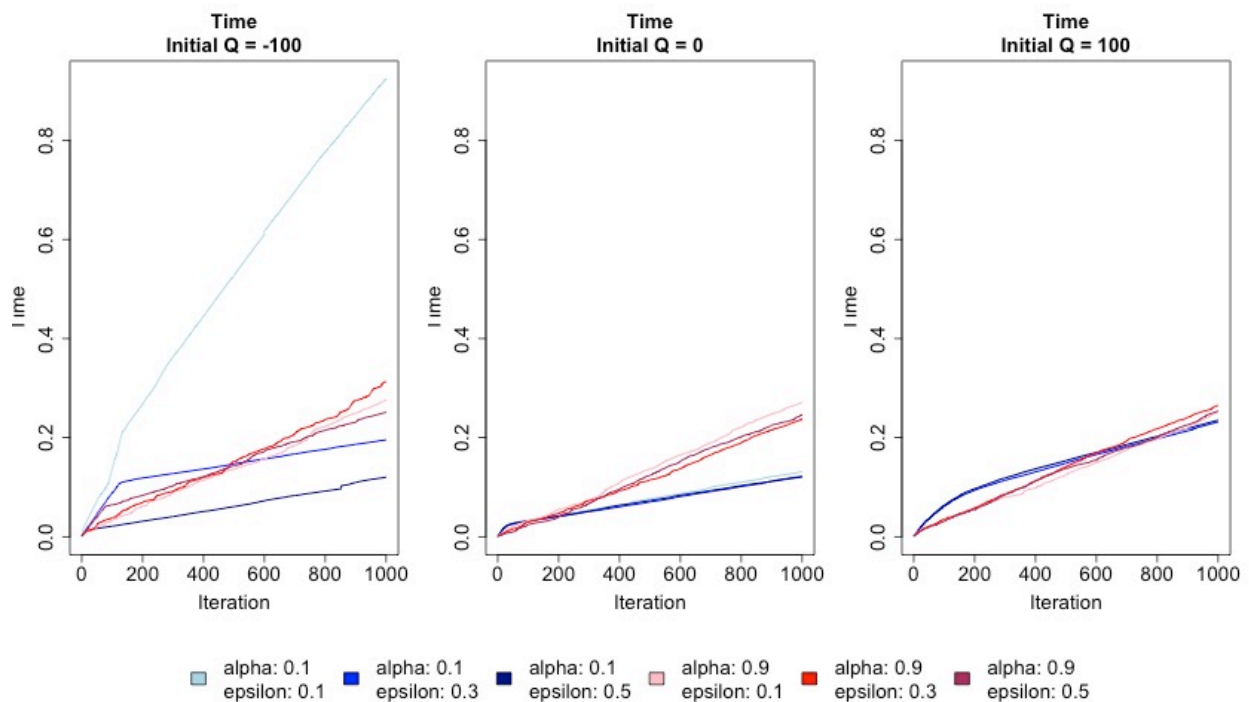 Time
Initial Q = -100
Time
Initial Q = 0
Time
Initial Q = 100
Time
0.0
0.2
0.4
0.6
0.8
0 200 400 600 800 1000
Iteration
Time
0.0
0.2
0.4
0.6
0.8
0 200 400 600 800 1000
Iteration
Time
0.0
0.2
0.4
0.6
0.8
0 200 400 600 800 1000
Iteration
alpha: 0.1
epsilon: 0.1
alpha: 0.1
epsilon: 0.3
alpha: 0.1
epsilon: 0.5
alpha: 0.9
epsilon: 0.1
alpha: 0.9
epsilon: 0.3
alpha: 0.9
epsilon: 0.5